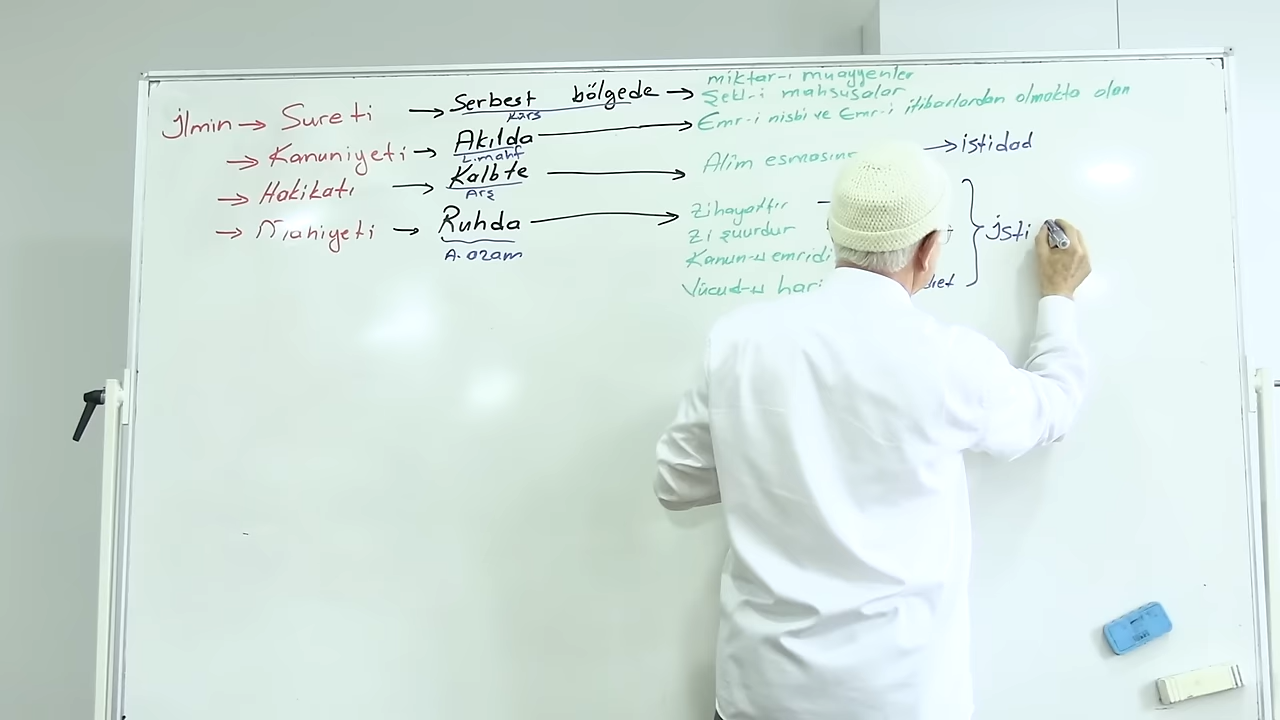 İlmin → Sureti → Serbest bölgede → miktar-ı muayyenler
Kürs
Şekl-i mahsusalar
→ Kanuniyeti → Akılda → Emr-i nisbi ve Emr-i itibarlardan olmakta olan
L.mahf
→ Hakikatı → Kalbte → Alim esmasına → istidad
Arş
→ Mahiyeti → Ruhda → Zihayattır
A. azam
Zi şuurdur
Kanun-u emridi
Vücud-u hari
} İsti